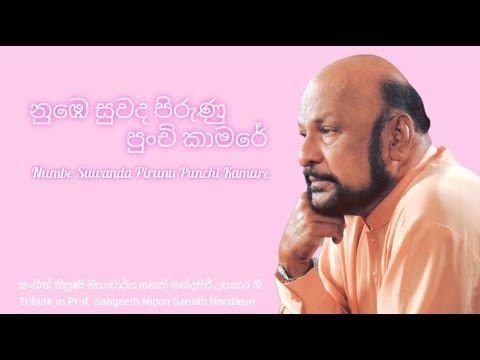 නුඹේ සුවඳ පිරුණු
පුංචි කාමරේ
Numbe Suwanda Pirunu Punchi Kamare
සංගීත් නිපුණ් මහාචාර්ය සනත් නන්දසිරි උපහාර ගී
Tribute to Prof. Sangeeth Nipun Sanath Nandasiri